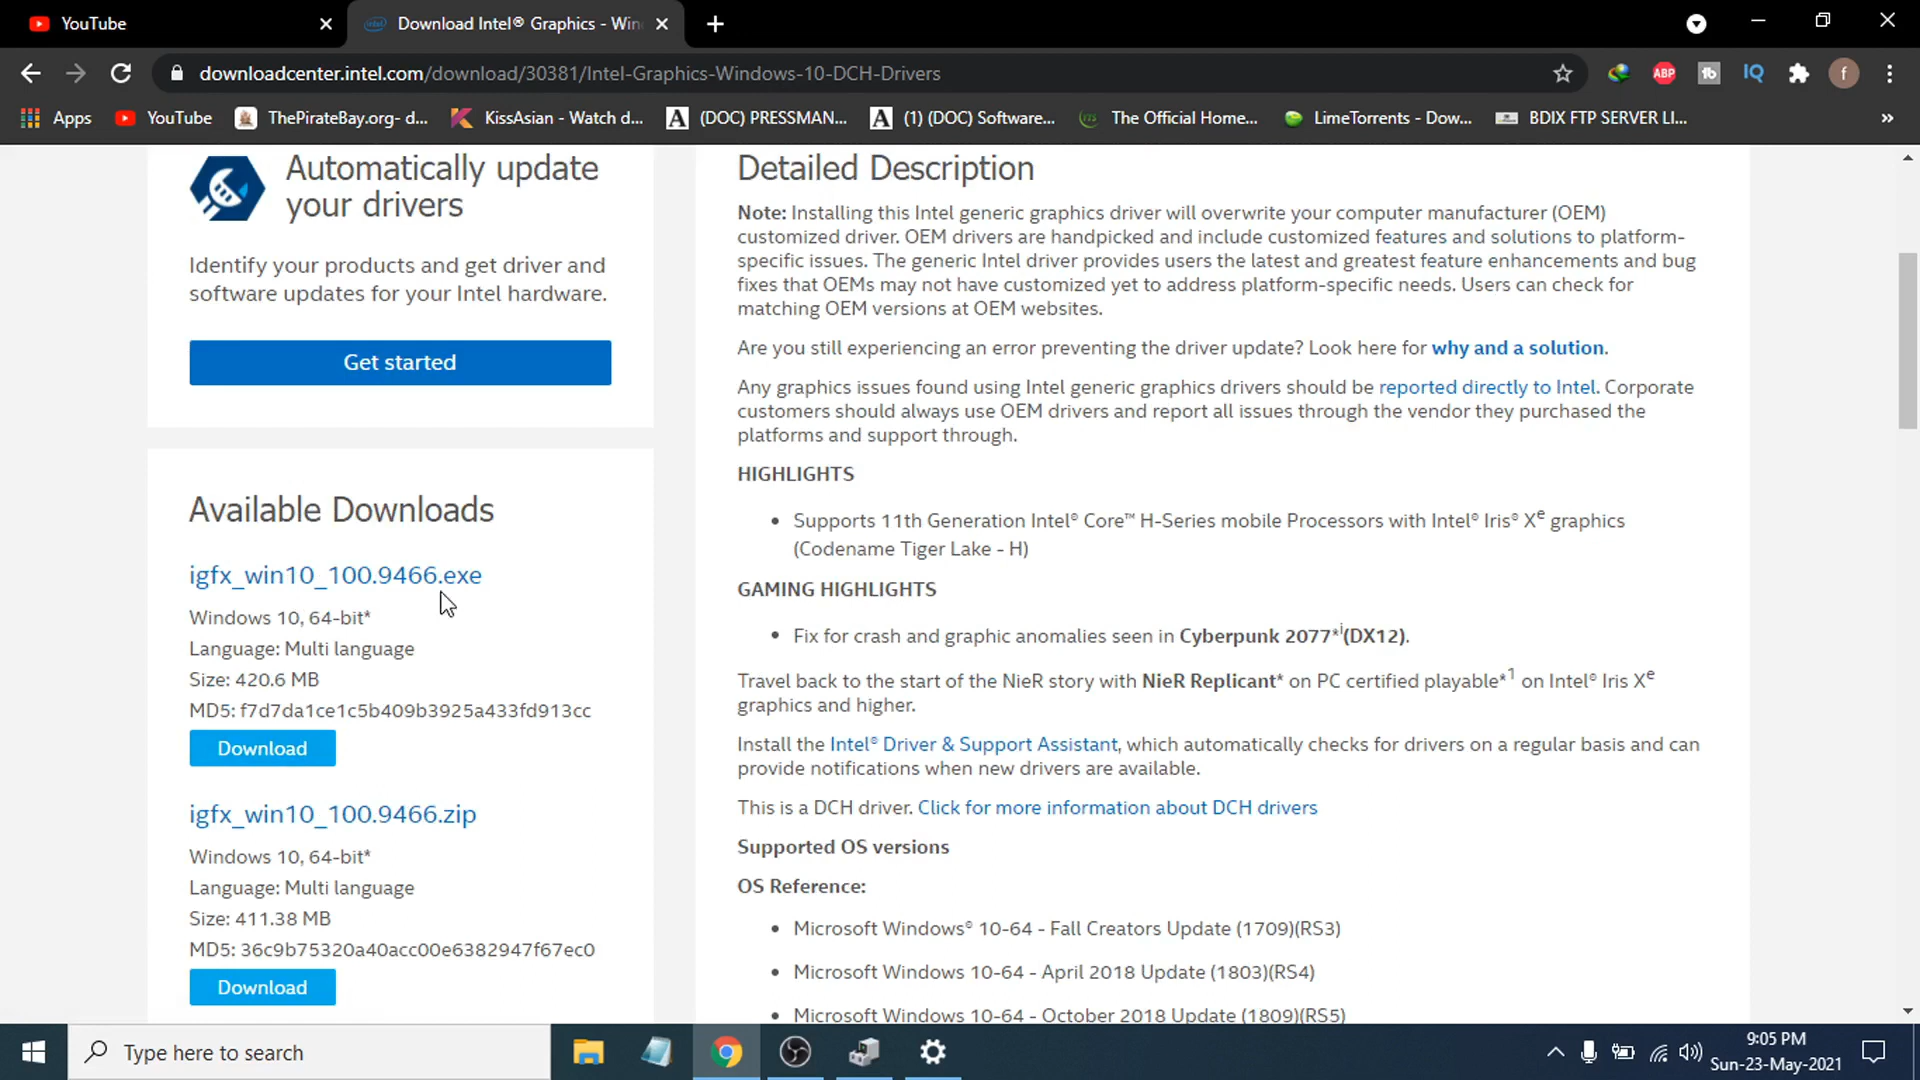 YouTube
Download Intel® Graphics - Win
downloadcenter.intel.com/download/30381/Intel-Graphics-Windows-10-DCH-Drivers
ABP
tb
IQ
f
Apps
YouTube
ThePirateBay.org- d...
KissAsian - Watch d...
A (DOC) PRESSMAN...
A (1) (DOC) Software...
The Official Home...
LimeTorrents - Dow...
BDIX FTP SERVER LI...
»
Automatically update
your drivers
Identify your products and get driver and
software updates for your Intel hardware.
Get started
Available Downloads
igfx_win10_100.9466.exe
Windows 10, 64-bit*
Language: Multi language
Size: 420.6 MB
MD5: f7d7da1ce1c5b409b3925a433fd913cc
Download
igfx_win10_100.9466.zip
Windows 10, 64-bit*
Language: Multi language
Size: 411.38 MB
MD5: 36c9b75320a40acc00e6382947f67ec0
Download
Detailed Description
Note: Installing this Intel generic graphics driver will overwrite your computer manufacturer (OEM)
customized driver. OEM drivers are handpicked and include customized features and solutions to platform-
specific issues. The generic Intel driver provides users the latest and greatest feature enhancements and bug
fixes that OEMs may not have customized yet to address platform-specific needs. Users can check for
matching OEM versions at OEM websites.
Are you still experiencing an error preventing the driver update? Look here for why and a solution.
Any graphics issues found using Intel generic graphics drivers should be reported directly to Intel. Corporate
customers should always use OEM drivers and report all issues through the vendor they purchased the
platforms and support through.
HIGHLIGHTS
• Supports 11th Generation Intel® Core™ H-Series mobile Processors with Intel® Iris® Xe graphics
(Codename Tiger Lake - H)
GAMING HIGHLIGHTS
• Fix for crash and graphic anomalies seen in Cyberpunk 2077*i(DX12).
Travel back to the start of the NieR story with NieR Replicant* on PC certified playable*1 on Intel® Iris Xe
graphics and higher.
Install the Intel® Driver & Support Assistant, which automatically checks for drivers on a regular basis and can
provide notifications when new drivers are available.
This is a DCH driver. Click for more information about DCH drivers
Supported OS versions
OS Reference:
• Microsoft Windows® 10-64 - Fall Creators Update (1709)(RS3)
• Microsoft Windows 10-64 - April 2018 Update (1803)(RS4)
• Microsoft Windows 10-64 - October 2018 Update (1809)(RS5)
Type here to search
9:05 PM
Sun-23-May-2021